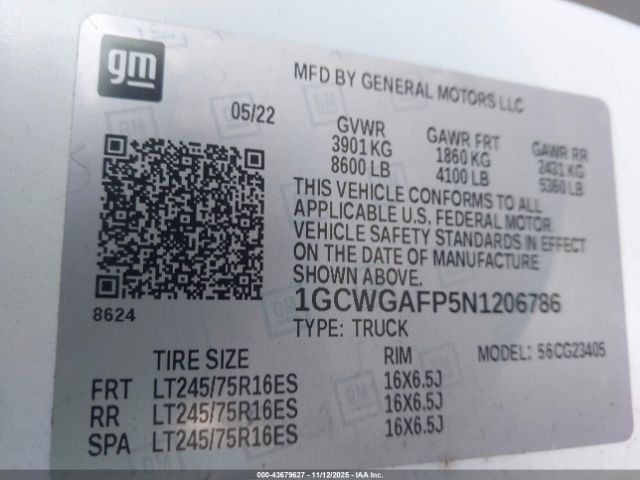 gm
MFD BY GENERAL MOTORS LLC
05/22
GVWR GAWR FRT GAWR RR
3901 KG 1860 KG 2431 KG
8600 LB 4100 LB 5360 LB
THIS VEHICLE CONFORMS TO ALL
APPLICABLE U.S. FEDERAL MOTOR
VEHICLE SAFETY STANDARDS IN EFFECT
ON THE DATE OF MANUFACTURE
SHOWN ABOVE.
8624
1GCWGAFP5N1206786
TYPE: TRUCK
MODEL: 56CG23405
TIRE SIZE RIM
FRT LT245/75R16ES 16X6.5J
RR LT245/75R16ES 16X6.5J
SPA LT245/75R16ES 16X6.5J
000-43679627 - 11/12/2025 - IAAI.COM